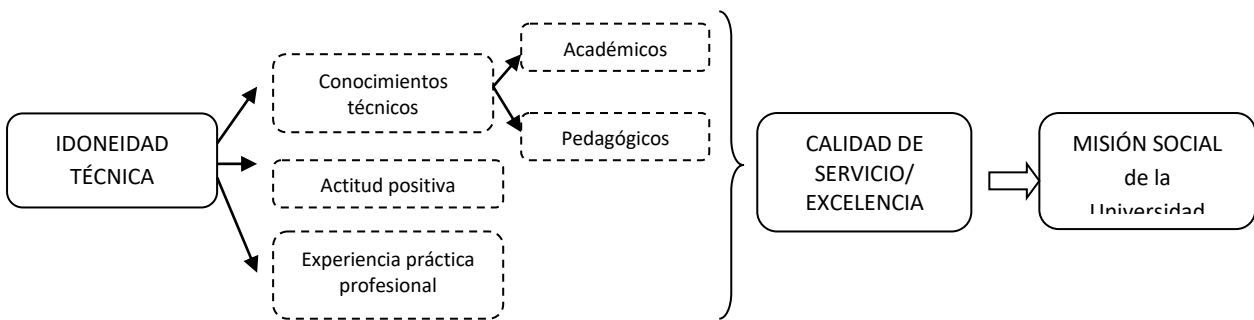 IDONEIDAD
TÉCNICA
Conocimientos
técnicos
Académicos
Pedagógicos
Actitud positiva
Experiencia práctica
profesional
CALIDAD DE
SERVICIO/
EXCELENCIA
MISIÓN SOCIAL
de la
Universidad